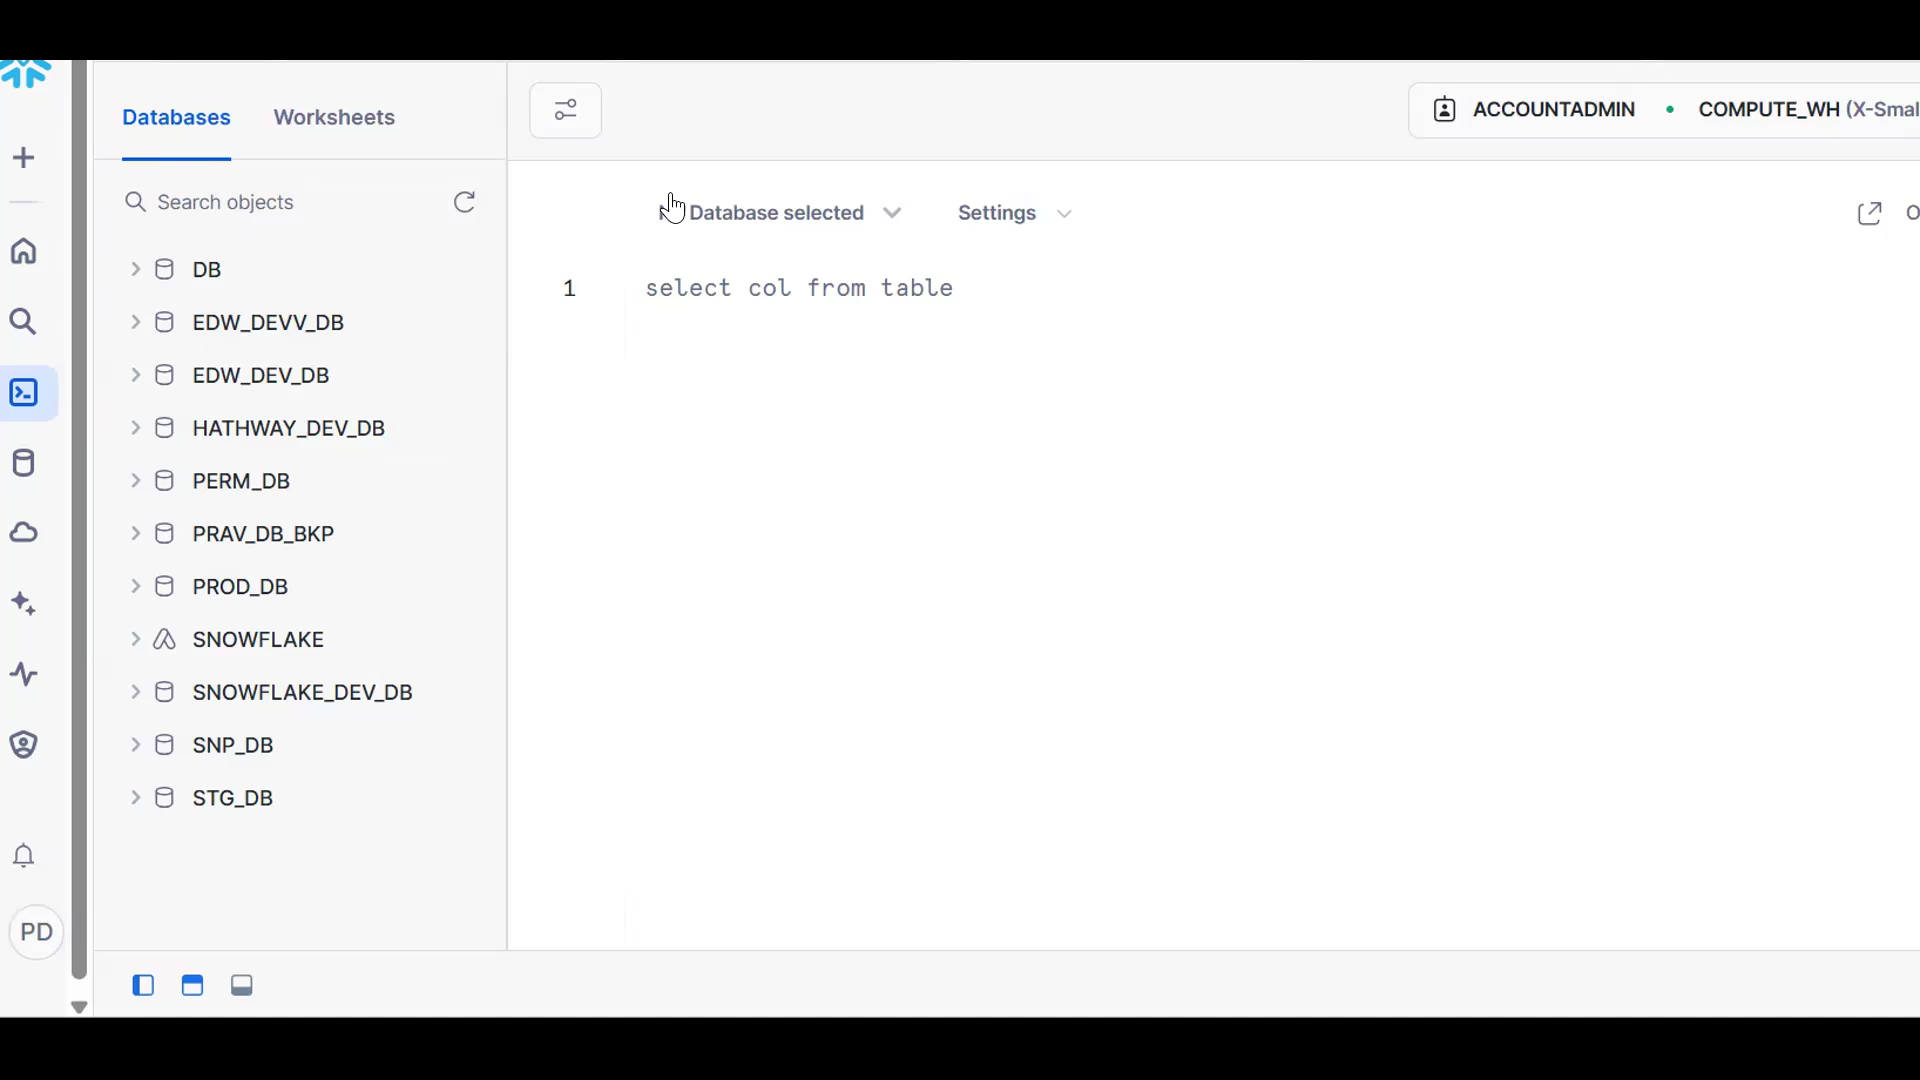 Databases
Worksheets
ACCOUNTADMIN
COMPUTE_WH (X-Smal
Search objects
Database selected
Settings
O
DB
1
select col from table
EDW_DEVV_DB
EDW_DEV_DB
HATHWAY_DEV_DB
PERM_DB
PRAV_DB_BKP
PROD_DB
SNOWFLAKE
SNOWFLAKE_DEV_DB
SNP_DB
STG_DB
PD